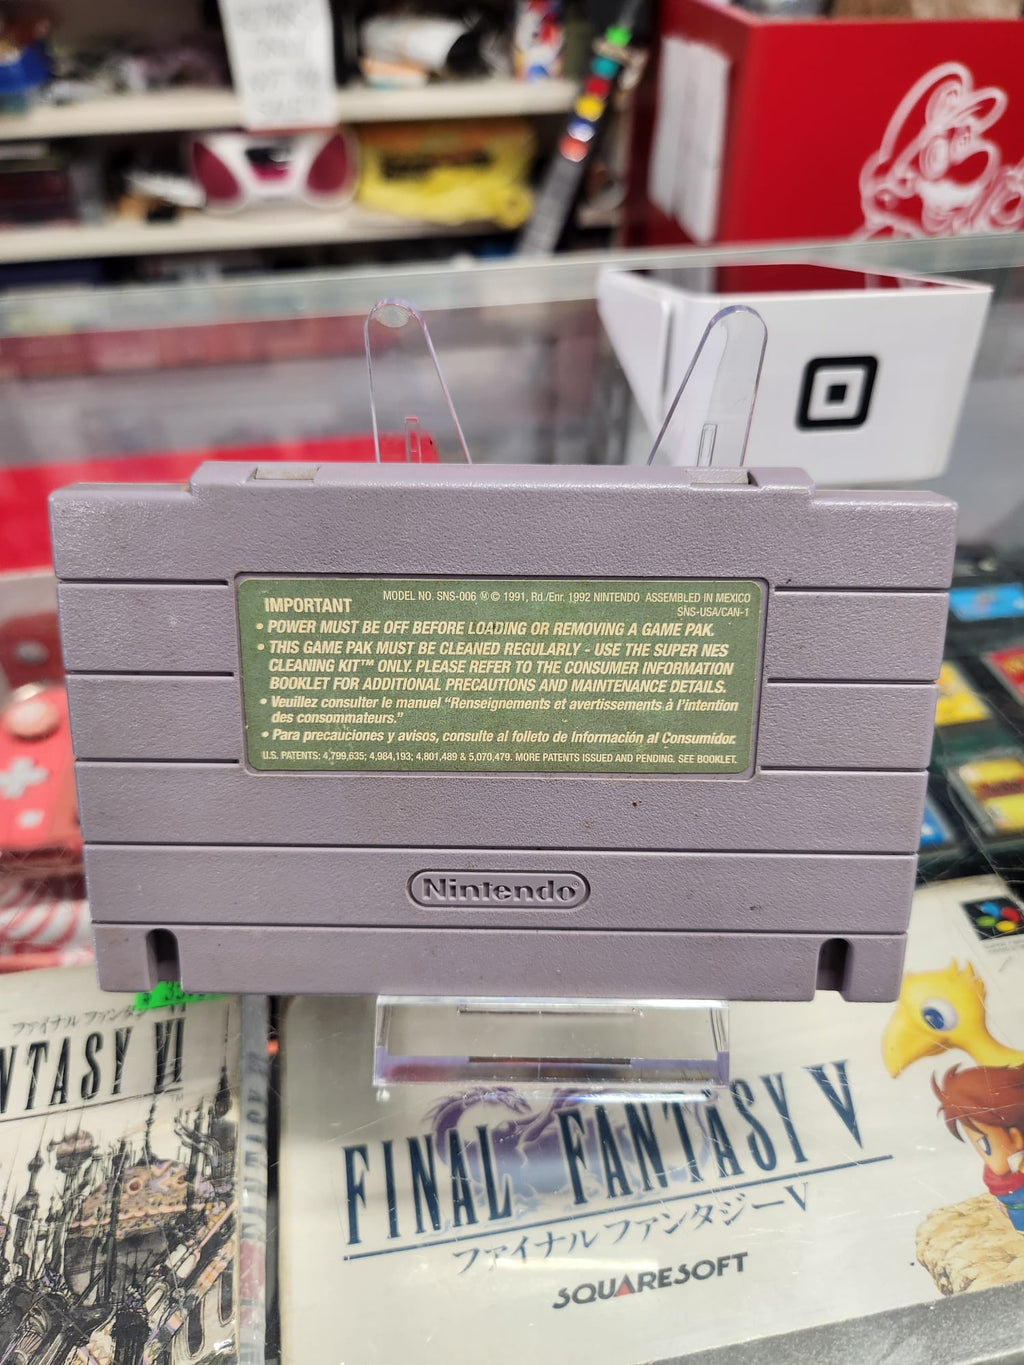 IMPORTANT
MODEL NO. SNS-006 Ⓜ © 1991, Rd./Enr. 1992 NINTENDO ASSEMBLED IN MEXICO
SNS-USA/CAN-1
• POWER MUST BE OFF BEFORE LOADING OR REMOVING A GAME PAK.
• THIS GAME PAK MUST BE CLEANED REGULARLY - USE THE SUPER NES
CLEANING KIT™ ONLY. PLEASE REFER TO THE CONSUMER INFORMATION
BOOKLET FOR ADDITIONAL PRECAUTIONS AND MAINTENANCE DETAILS.
• Veuillez consulter le manuel “Renseignements et avertissements à l’intention
des consommateurs.”
• Para precauciones y avisos, consulte al folleto de Información al Consumidor.
U.S. PATENTS: 4,799,635; 4,984,193; 4,801,489 & 5,070,479. MORE PATENTS ISSUED AND PENDING. SEE BOOKLET.
Nintendo®
ファイナルファンタジー
NTASY VI
FINAL FANTASY V
ファイナルファンタジーV
SQUARESOFT